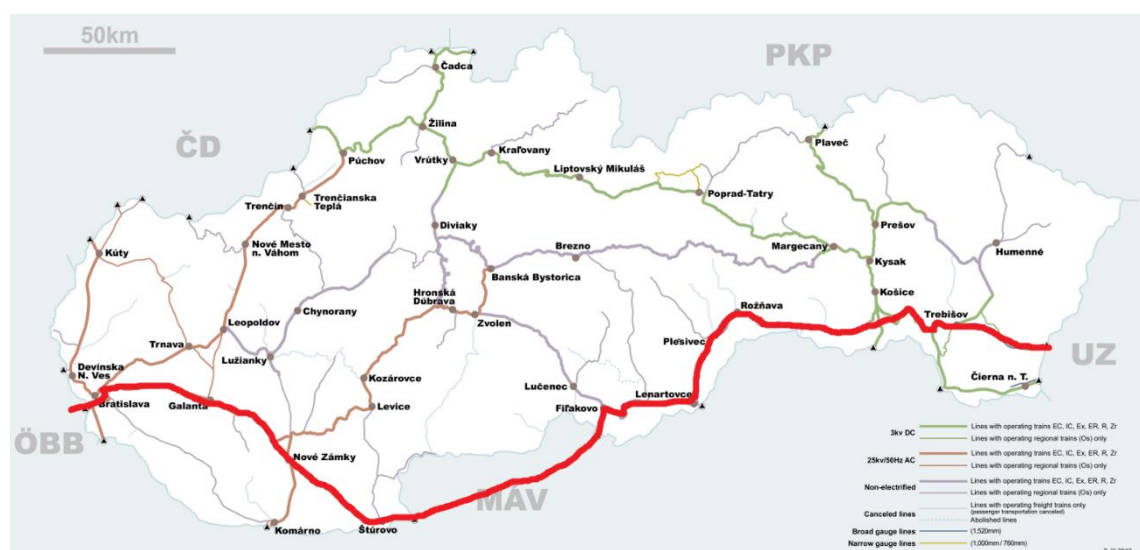 50km
PKP
Čadca
ČD
Žilina
Plaveč
Púchov
Vrútky
Kraľovany
Liptovský Mikuláš
Poprad-Tatry
Trenčianska
Teplá
Trenčín
Diviaky
Prešov
Nové Mesto
n. Váhom
Brezno
Margecany
Humenné
Kúty
Kysak
Banská Bystorica
Hronská
Dúbrava
Košice
Chynorany
Rožňava
Leopoldov
Zvolen
Trebišov
Trnava
Lužianky
Plešivec
UZ
Devínska
N. Ves
Kozárovce
Lučenec
Čierna n. T.
Bratislava
Galanta
Levice
Lenartovce
Fiľakovo
ÖBB
3kv DC
Lines with operating trains EC, IC, Ex, ER, R, Zr
Lines with operating regional trains (Os) only
Nové Zámky
25kv/50Hz AC
Lines with operating trains EC, IC, Ex, ER, R, Zr
Lines with operating regional trains (Os) only
MÁV
Non-electrified
Lines with operating trains EC, IC, Ex, ER, R, Zr
Lines with operating regional trains (Os) only
Komárno
Štúrovo
Canceled lines
Lines with operating freight trains only
(passenger transportation canceled)
Abolished lines
Broad gauge lines
(1,520mm)
Narrow gauge lines
(1,000mm / 760mm)